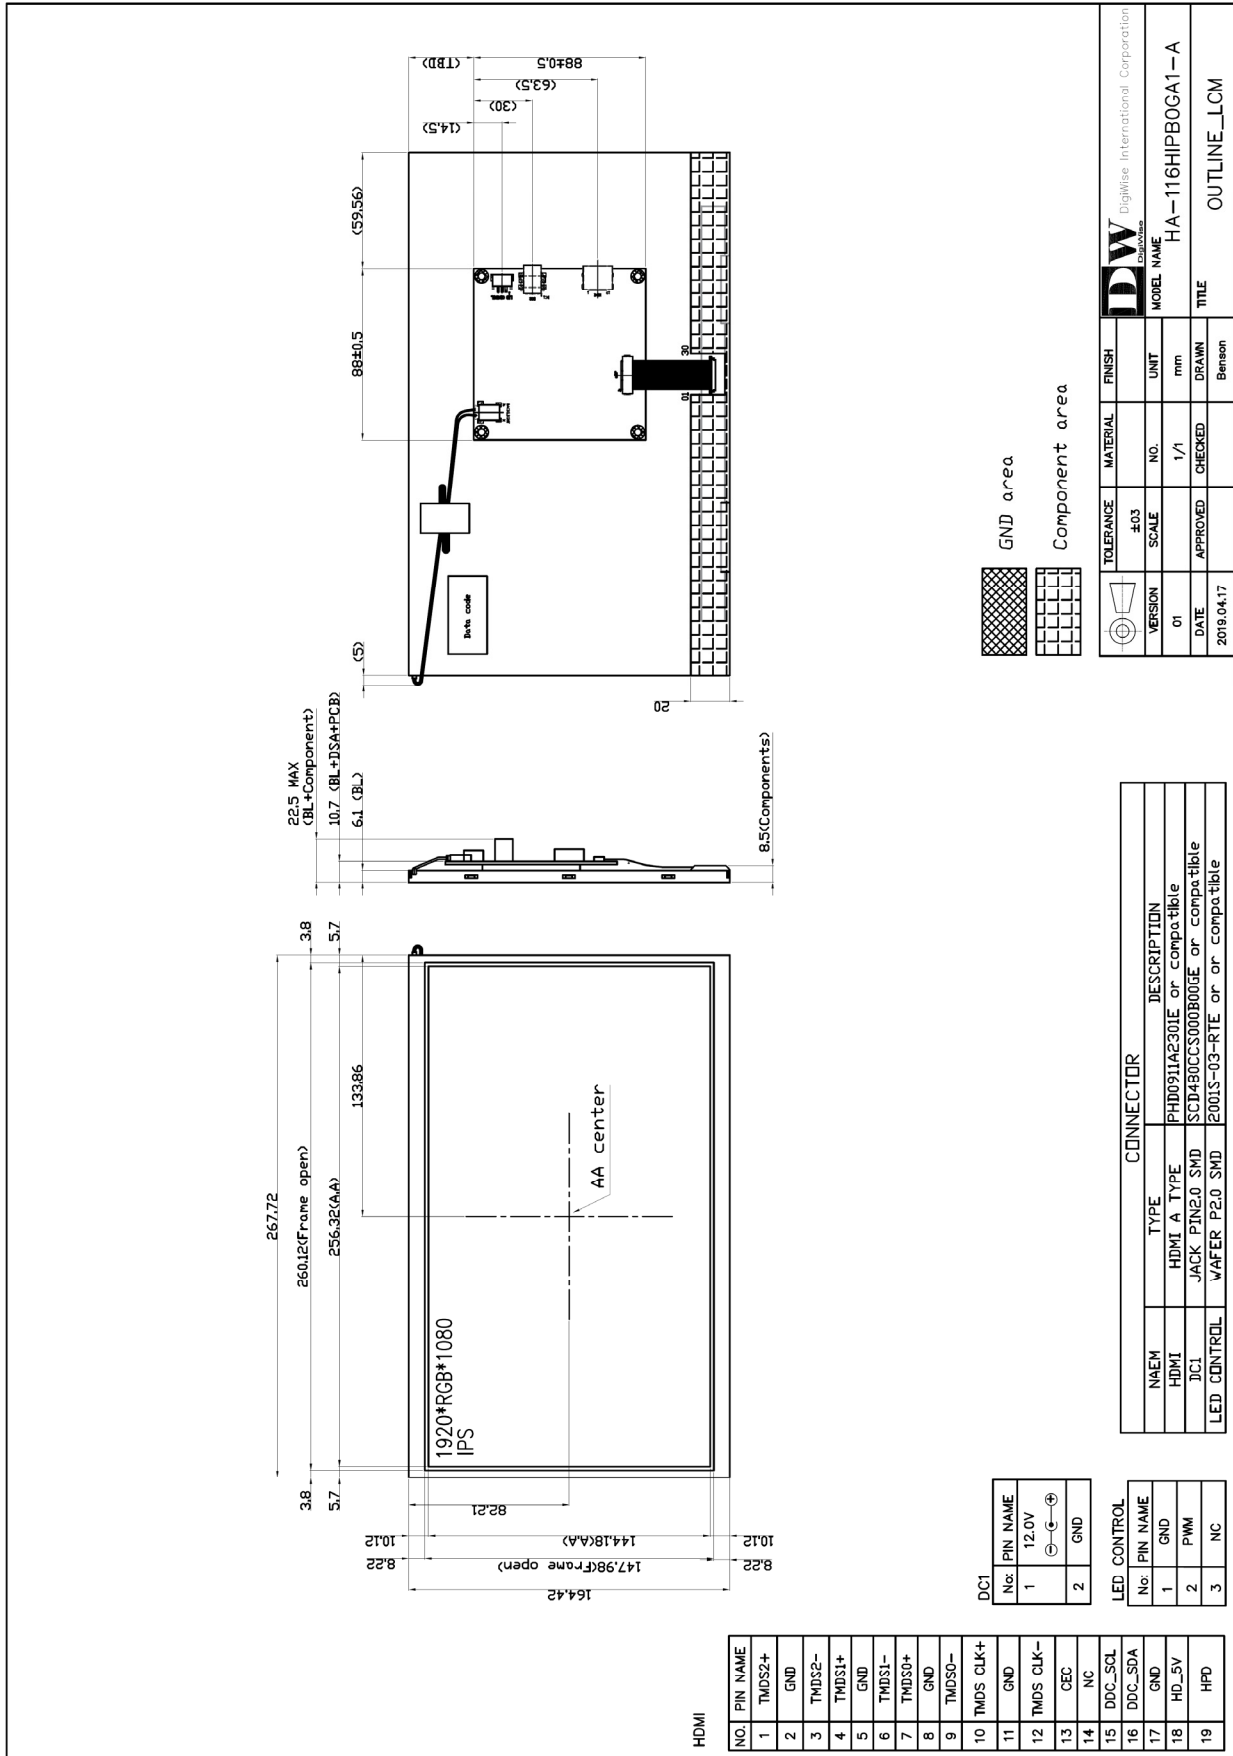 267.72
260.12(Frame open)
256.32(A.A)
133.86
3.8
5.7
3.8
5.7
1920*RGB*1080
IPS
AA center
82.21
10.12
144.18(A.A)
10.12
8.22
147.98(Frame open)
8.22
164.42
22.5 MAX
(BL+Component)
10.7 (BL+DSA+PCB)
6.1 (BL)
8.5(Components)
(5)
88±0.5
(59.56)
(TBD)
88±0.5
(63.5)
(30)
(14.5)
20
Data code
01
30
GND area
Component area
HDMI
NO. PIN NAME
1 TMDS2+
2 GND
3 TMDS2-
4 TMDS1+
5 GND
6 TMDS1-
7 TMDS0+
8 GND
9 TMDS0-
10 TMDS CLK+
11 GND
12 TMDS CLK-
13 CEC
14 NC
15 DDC_SCL
16 DDC_SDA
17 GND
18 HD_5V
19 HPD
DC1
No: PIN NAME
1 12.0V
2 GND
LED CONTROL
No: PIN NAME
1 GND
2 PWM
3 NC
CONNECTOR
NAEM TYPE DESCRIPTION
HDMI HDMI A TYPE PHD0911A2301E or compatible
DC1 JACK PIN2.0 SMD SCD4B0CCS000B00GE or compatible
LED CONTROL WAFER P2.0 SMD 2001S-03-RTE or or compatible
TOLERANCE MATERIAL FINISH
±03
DW DigiWise
DigiWise International Corporation
VERSION SCALE NO. UNIT MODEL NAME
01 1/1 mm HA-116HIPB0GA1-A
DATE APPROVED CHECKED DRAWN TITLE
2019.04.17 Benson OUTLINE_LCM